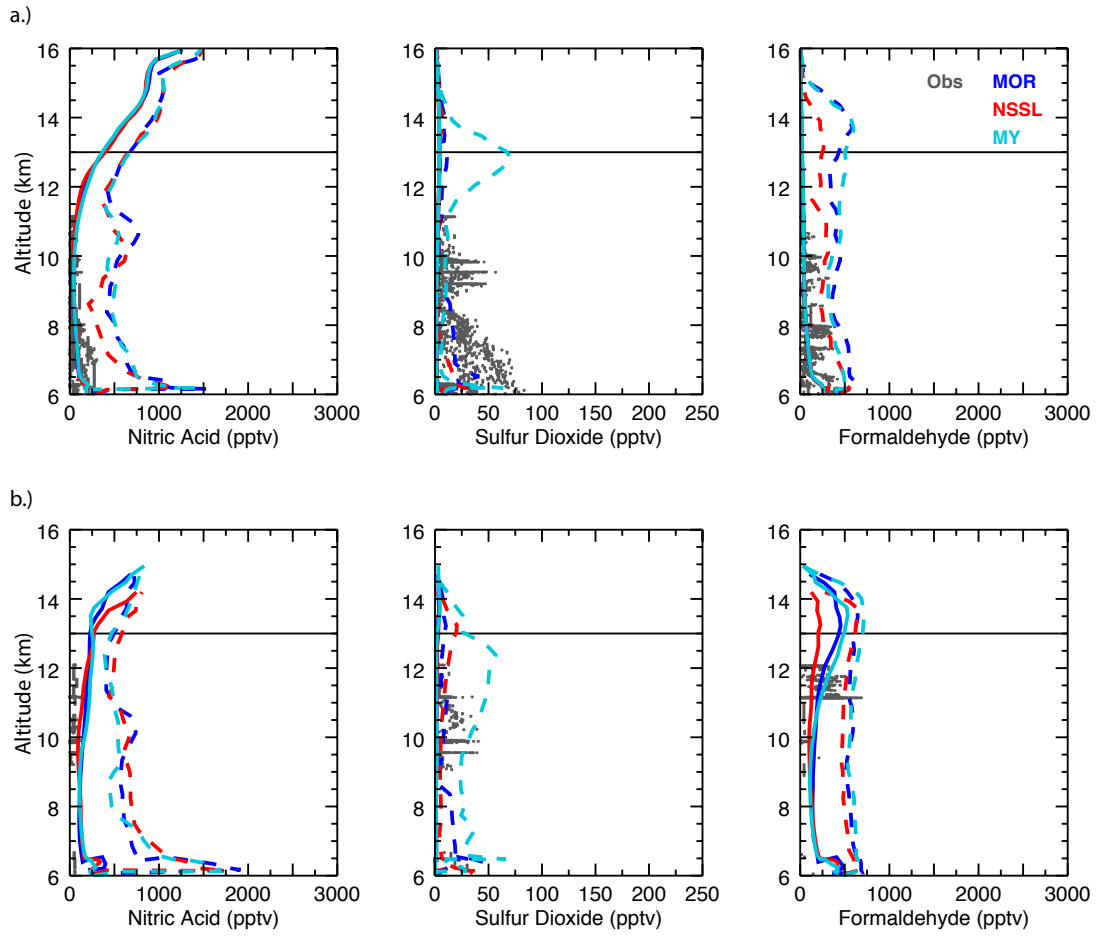 a.)
16
14
12
10
8
6
Altitude (km)
0 1000 2000 3000
Nitric Acid (pptv)
16
14
12
10
8
6
0 50 100 150 200 250
Sulfur Dioxide (pptv)
16
14
12
10
8
6
Obs MOR
NSSL
MY
0 1000 2000 3000
Formaldehyde (pptv)
b.)
16
14
12
10
8
6
Altitude (km)
0 1000 2000 3000
Nitric Acid (pptv)
16
14
12
10
8
6
0 50 100 150 200 250
Sulfur Dioxide (pptv)
16
14
12
10
8
6
0 1000 2000 3000
Formaldehyde (pptv)